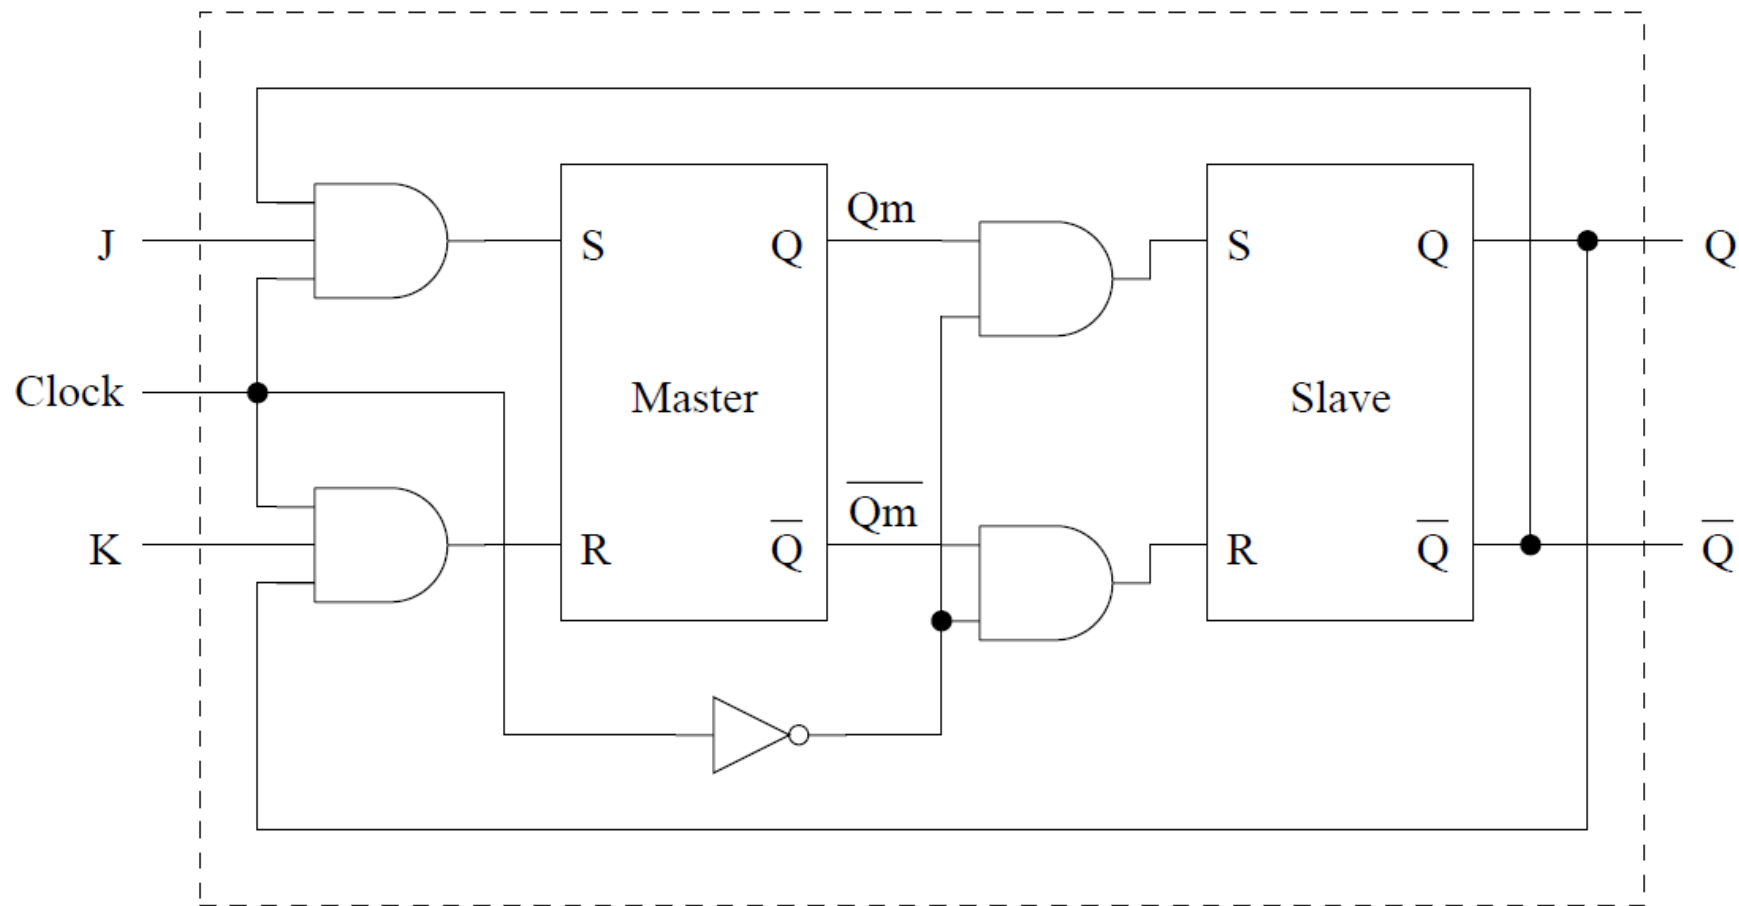 Qm
J S Q S Q Q
Clock Master Slave
Q̅m̅
K R Q̅ R Q̅ Q̅